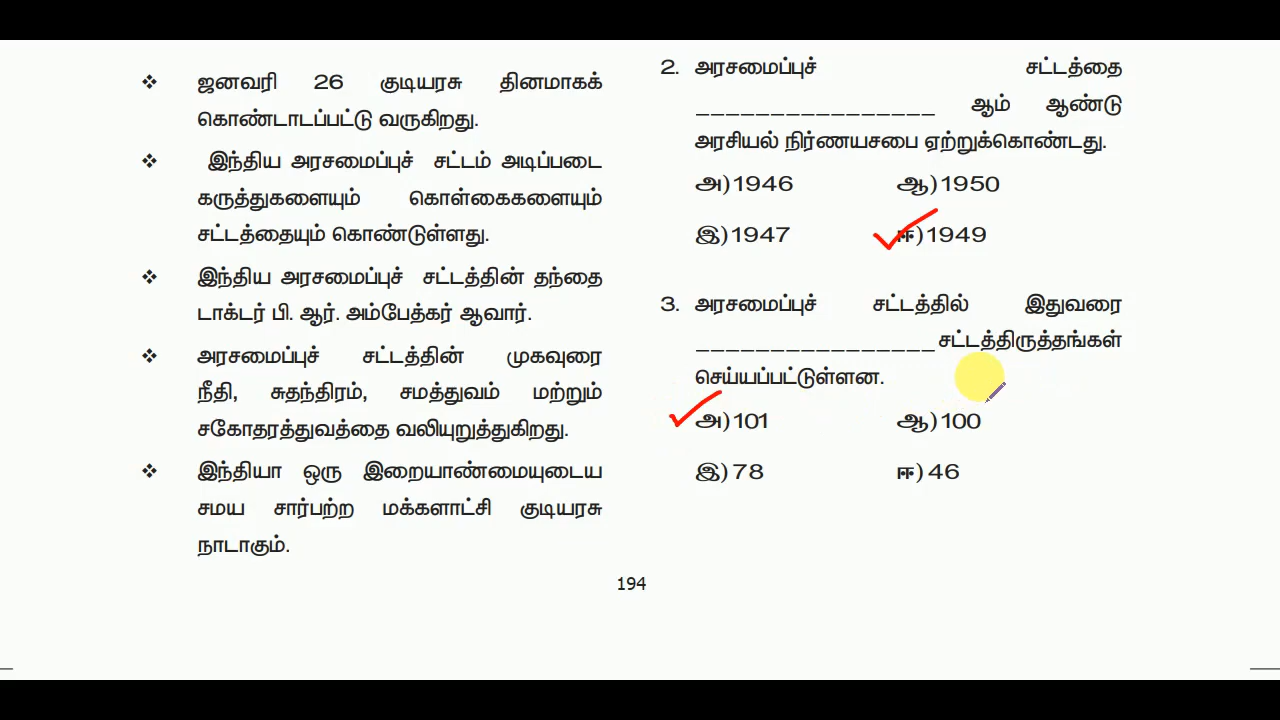 ❖ ஜனவரி 26 குடியரசு தினமாகக்
கொண்டாடப்பட்டு வருகிறது.
❖ இந்திய அரசமைப்புச் சட்டம் அடிப்படை
கருத்துகளையும் கொள்கைகளையும்
சட்டத்தையும் கொண்டுள்ளது.
❖ இந்திய அரசமைப்புச் சட்டத்தின் தந்தை
டாக்டர் பி. ஆர். அம்பேத்கர் ஆவார்.
❖ அரசமைப்புச் சட்டத்தின் முகவுரை
நீதி, சுதந்திரம், சமத்துவம் மற்றும்
சகோதரத்துவத்தை வலியுறுத்துகிறது.
❖ இந்தியா ஒரு இறையாண்மையுடைய
சமய சார்பற்ற மக்களாட்சி குடியரசு
நாடாகும்.
2. அரசமைப்புச் சட்டத்தை
________________ ஆம் ஆண்டு
அரசியல் நிர்ணயசபை ஏற்றுக்கொண்டது.
அ) 1946 ஆ) 1950
இ) 1947 ஈ) 1949
3. அரசமைப்புச் சட்டத்தில் இதுவரை
________________ சட்டத்திருத்தங்கள்
செய்யப்பட்டுள்ளன.
அ) 101 ஆ) 100
இ) 78 ஈ) 46
194